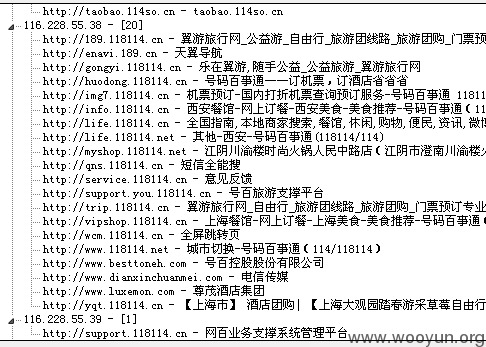 http://taobao.114so.cn - taobao.114so.cn
116.228.55.38 - [20]
http://189.118114.cn - 翼游旅行网_公益游_自由行_旅游团线路_旅游团购_门票预
http://enavi.189.cn - 天翼导航
http://gongyi.118114.cn - 乐在翼游,随手公益_公益旅游_翼游旅行网
http://huodong.118114.cn - 号码百事通---订机票，订酒店省省省
http://img7.118114.cn - 机票预订-国内打折机票查询预订服务-号码百事通 118114
http://info.118114.cn - 西安餐馆-网上订餐-西安美食-美食推荐-号码百事通（11
http://life.118114.cn - 全国指南,本地商家搜索,餐馆,休闲,购物,便民,资讯,微博
http://life.118114.net - 其他-西安-号码百事通(118114/114)
http://myshop.118114.net - 江阴川渝楼时尚火锅人民中路店（江阴市澄南川渝楼火
http://qns.118114.cn - 短信全能搜
http://service.118114.cn - 意见反馈
http://support.you.118114.cn - 号百旅游支撑平台
http://trip.118114.cn - 翼游旅行网_自由行_旅游团线路_旅游团购_门票预订专业
http://vipshop.118114.cn - 上海餐馆-网上订餐-上海美食-美食推荐-号码百事通（
http://wcm.118114.cn - 全屏跳转页
http://www.118114.net - 城市切换-号码百事通（114/118114）
http://www.besttoneh.com - 号百控股股份有限公司
http://www.dianxinchuanmei.com - 电信传媒
http://www.luxemon.com - 尊茂酒店集团
http://yqt.118114.cn - 【上海市】 酒店团购|【上海大观园踏春游采草莓自由行
116.228.55.39 - [1]
http://support.118114.cn - 网百业务支撑系统管理平台
www.wooyun.org